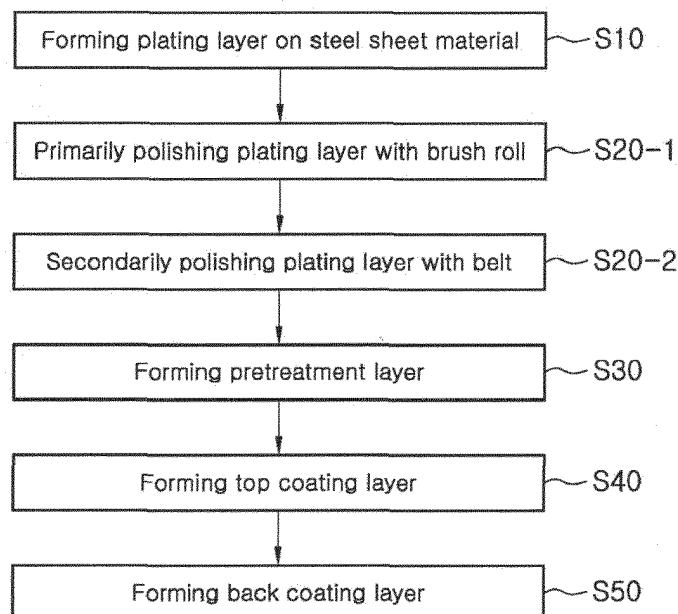 Forming plating layer on steel sheet material S10
Primarily polishing plating layer with brush roll S20-1
Secondarily polishing plating layer with belt S20-2
Forming pretreatment layer S30
Forming top coating layer S40
Forming back coating layer S50